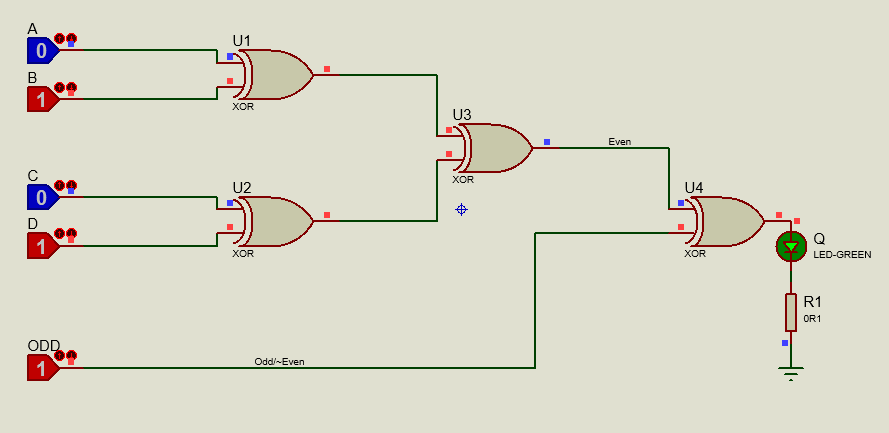 A
0
U1
B
1
XOR
U3
Even
XOR
C
0
U2
U4
D
1
XOR
XOR
Q
LED-GREEN
R1
0R1
ODD
1
Odd/~Even